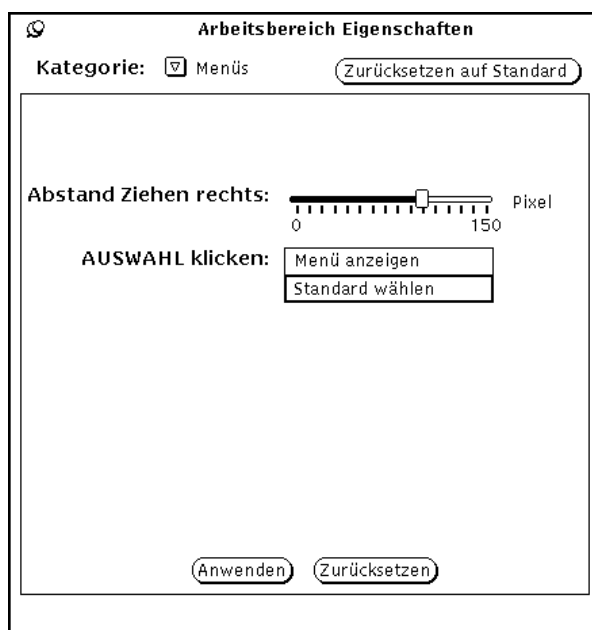 Arbeitsbereich Eigenschaften
Kategorie: Menüs Zurücksetzen auf Standard
Abstand Ziehen rechts: Pixel
0 150
AUSWAHL klicken: Menü anzeigen
Standard wählen
Anwenden Zurücksetzen